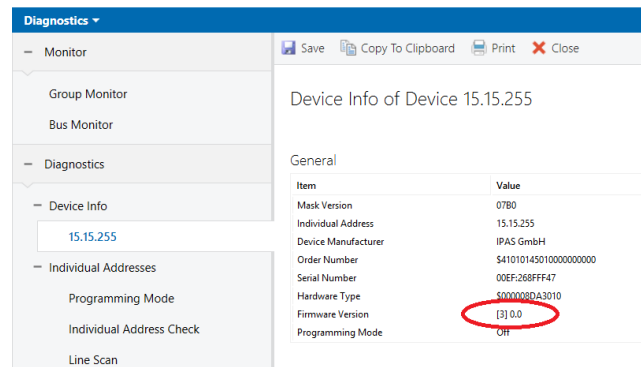 Diagnostics
Monitor
Group Monitor
Bus Monitor
Diagnostics
Device Info
15.15.255
Individual Addresses
Programming Mode
Individual Address Check
Line Scan
Save Copy To Clipboard Print Close
Device Info of Device 15.15.255
General
Item Value
Mask Version 07B0
Individual Address 15.15.255
Device Manufacturer IPAS GmbH
Order Number $41010145010000000000
Serial Number 00EF:268FFF47
Hardware Type $000008DA3010
Firmware Version [3] 0.0
Programming Mode Off